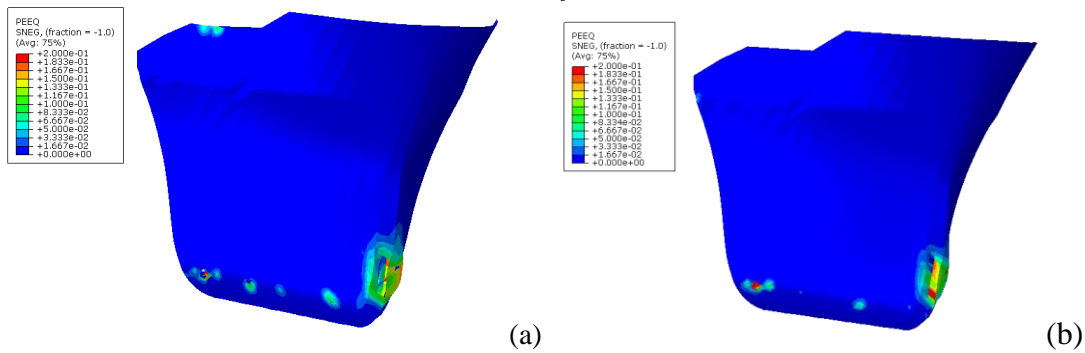 PEEQ
SNEG, (fraction = -1.0)
(Avg: 75%)
+2.000e-01
+1.833e-01
+1.667e-01
+1.500e-01
+1.333e-01
+1.167e-01
+1.000e-01
+8.333e-02
+6.667e-02
+5.000e-02
+3.333e-02
+1.667e-02
+0.000e+00
(a)
PEEQ
SNEG, (fraction = -1.0)
(Avg: 75%)
+2.000e-01
+1.833e-01
+1.667e-01
+1.500e-01
+1.333e-01
+1.167e-01
+1.000e-01
+8.334e-02
+6.667e-02
+5.000e-02
+3.333e-02
+1.667e-02
+0.000e+00
(b)